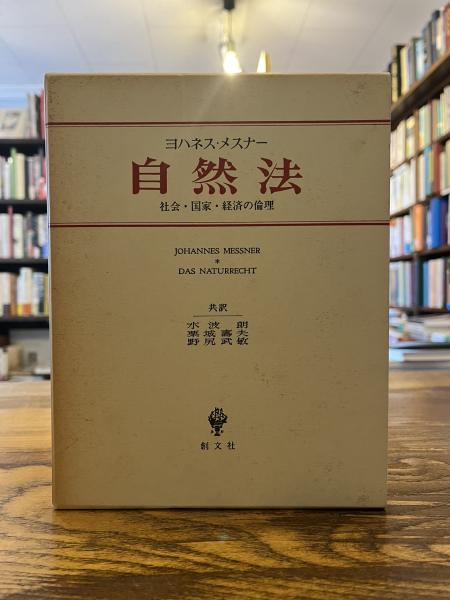 ヨハネス・メスナー
自然法
社会・国家・経済の倫理
JOHANNES MESSNER
*
DAS NATURRECHT
共訳
水波朗
栗城壽夫
野尻武敏
創文社